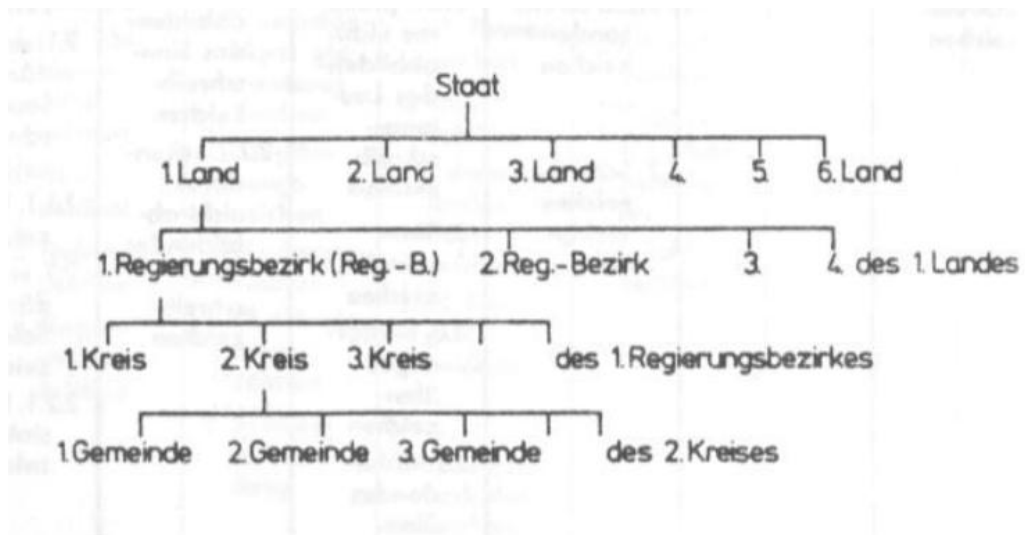 Staat
1.Land 2.Land 3.Land 4. 5. 6.Land
1.Regierungsbezirk (Reg.-B.) 2.Reg.-Bezirk 3. 4. des 1.Landes
1.Kreis 2.Kreis 3.Kreis des 1.Regierungsbezirkes
1.Gemeinde 2.Gemeinde 3.Gemeinde des 2.Kreises